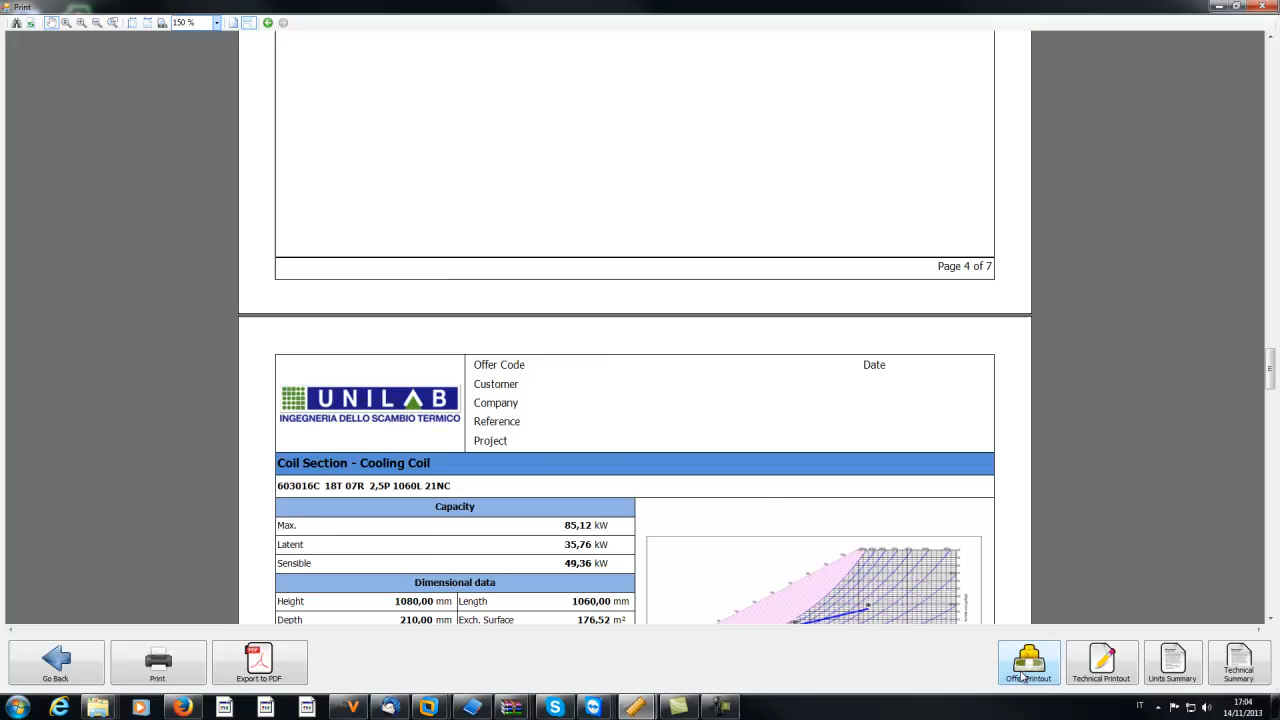 Print
150 %
Page 4 of 7
UNILAB
INGEGNERIA DELLO SCAMBIO TERMICO
Offer Code
Date
Customer
Company
Reference
Project
Coil Section - Cooling Coil
603016C 18T 07R 2,5P 1060L 21NC
Capacity
Max. 85,12 kW
Latent 35,76 kW
Sensible 49,36 kW
Dimensional data
Height 1080,00 mm Length 1060,00 mm
Depth 210,00 mm Exch. Surface 176,52 m²
Go Back
Print
PDF
Export to PDF
Technical Printout
Units Summary
Technical
Summary
IT
17:04
14/11/2013